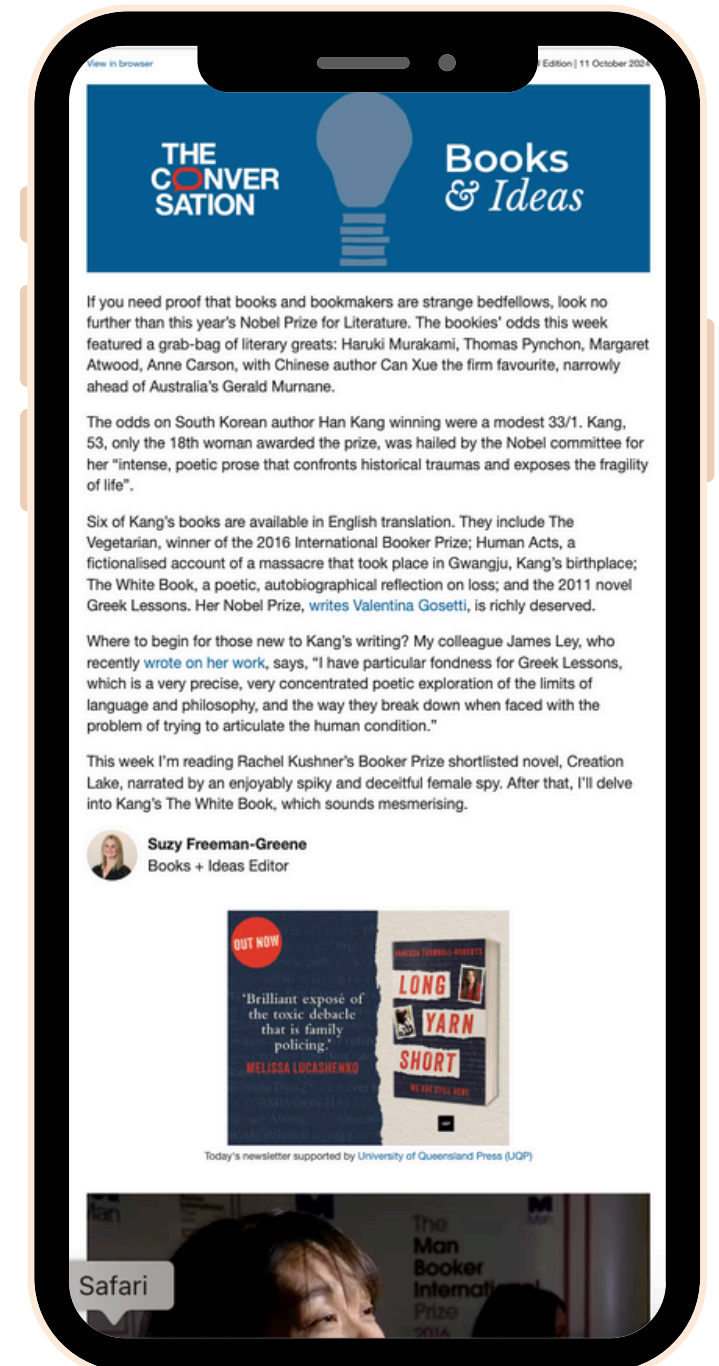 View in browser
Edition | 11 October 2024
THE
CONVER
SATION
Books
& Ideas
If you need proof that books and bookmakers are strange bedfellows, look no
further than this year's Nobel Prize for Literature. The bookies' odds this week
featured a grab-bag of literary greats: Haruki Murakami, Thomas Pynchon, Margaret
Atwood, Anne Carson, with Chinese author Can Xue the firm favourite, narrowly
ahead of Australia's Gerald Murnane.
The odds on South Korean author Han Kang winning were a modest 33/1. Kang,
53, only the 18th woman awarded the prize, was hailed by the Nobel committee for
her “intense, poetic prose that confronts historical traumas and exposes the fragility
of life”.
Six of Kang's books are available in English translation. They include The
Vegetarian, winner of the 2016 International Booker Prize; Human Acts, a
fictionalised account of a massacre that took place in Gwangju, Kang's birthplace;
The White Book, a poetic, autobiographical reflection on loss; and the 2011 novel
Greek Lessons. Her Nobel Prize, writes Valentina Gosetti, is richly deserved.
Where to begin for those new to Kang's writing? My colleague James Ley, who
recently wrote on her work, says, “I have particular fondness for Greek Lessons,
which is a very precise, very concentrated poetic exploration of the limits of
language and philosophy, and the way they break down when faced with the
problem of trying to articulate the human condition.”
This week I'm reading Rachel Kushner's Booker Prize shortlisted novel, Creation
Lake, narrated by an enjoyably spiky and deceitful female spy. After that, I'll delve
into Kang's The White Book, which sounds mesmerising.
Suzy Freeman-Greene
Books + Ideas Editor
OUT NOW
'Brilliant exposé of
the toxic debacle
that is family
policing.'
MELISSA LUCASHENKO
VANESSA TURNBULL-ROBERTS
LONG
YARN
SHORT
WE ARE STILL HERE
UQP
Today's newsletter supported by University of Queensland Press (UQP)
Man
The
Man
Booker
International
Prize
2016
Man
Safari